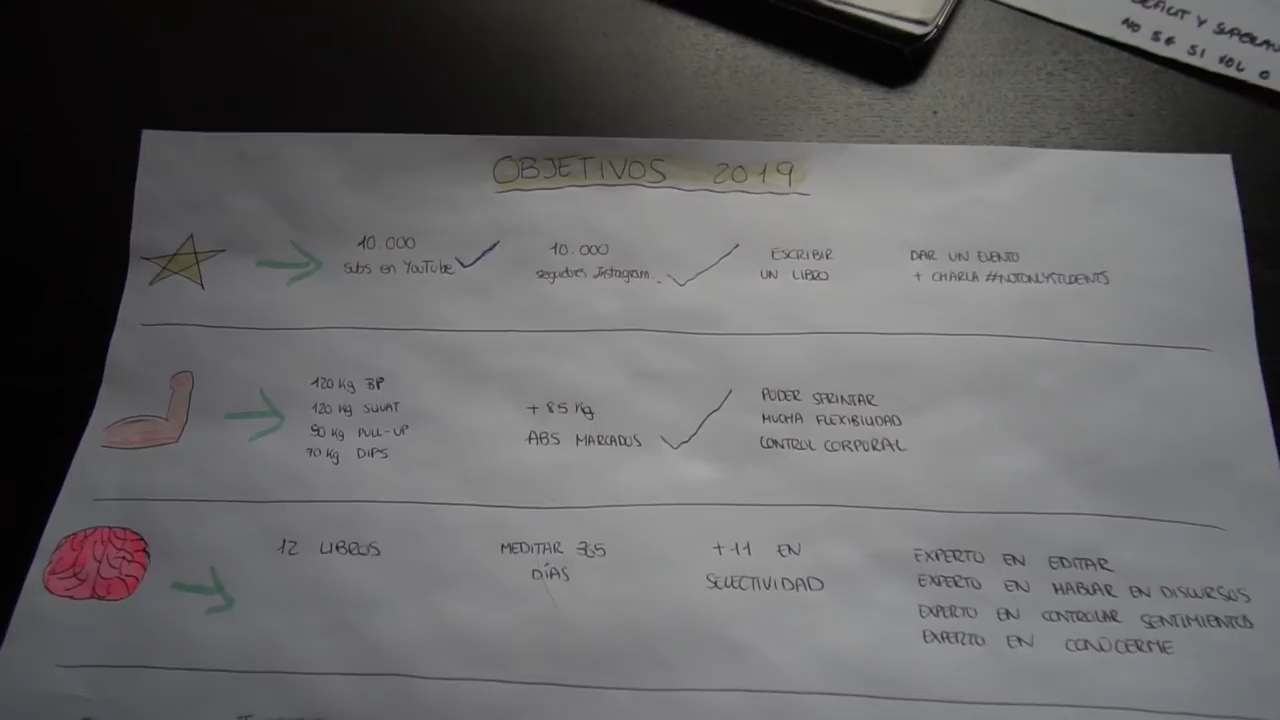 OBJETIVOS 2019
10.000
subs en YouTube
10.000
seguidres Instagram.
ESCRIBIR
UN LIBRO
DAR UN EVENTO
+ CHARLA #NOTONLYSTUDENTS
120 Kg BP
120 Kg SQUAT
90 Kg PULL-UP
70 Kg DIPS
+ 85 Kg
ABS MARCADOS
PODER SPRINTAR
MUCHA FLEXIBILIDAD
CONTROL CORPORAL
12 LIBROS
MEDITAR 365
DÍAS
+11 EN
SELECTIVIDAD
EXPERTO EN EDITAR
EXPERTO EN HABLAR EN DISCURSOS
EXPERTO EN CONTROLAR SENTIMIENTOS
EXPERTO EN CONOCERME
Y
NO SE SI